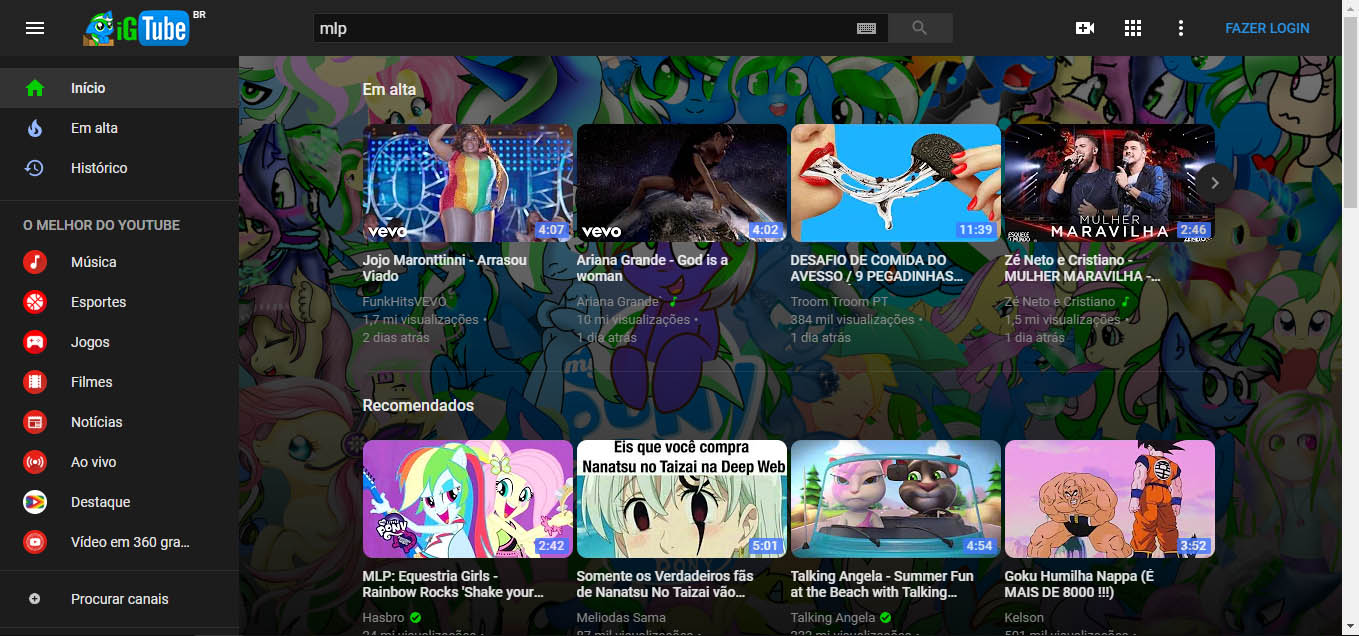 iGTube BR
mlp
FAZER LOGIN
Início
Em alta
Histórico
O MELHOR DO YOUTUBE
Música
Esportes
Jogos
Filmes
Notícias
Ao vivo
Destaque
Vídeo em 360 gra...
Procurar canais
Em alta
vevo
4:07
vevo
4:02
11:39
MULHER
MARAVILHA
2:46
Jojo Maronttinni - Arrasou
Viado
FunkHitsVEVO
1,7 mi visualizações •
2 dias atrás
Ariana Grande - God is a
woman
Ariana Grande
10 mi visualizações •
1 dia atrás
DESAFIO DE COMIDA DO
AVESSO / 9 PEGADINHAS...
Troom Troom PT
384 mil visualizações •
1 dia atrás
Zé Neto e Cristiano -
MULHER MARAVILHA -...
Zé Neto e Cristiano
1,5 mi visualizações •
1 dia atrás
Recomendados
PONY
2:42
Eis que você compra
Nanatsu no Taizai na Deep Web
5:01
4:54
3:52
MLP: Equestria Girls -
Rainbow Rocks 'Shake your...
Hasbro
24 mi visualizações •
Somente os Verdadeiros fãs
de Nanatsu No Taizai vão...
Meliodas Sama
87 mil visualizações •
Talking Angela - Summer Fun
at the Beach with Talking...
Talking Angela
mi visualizações •
Goku Humilha Nappa (É
MAIS DE 8000 !!!)
Kelson
501 mil visualizações •